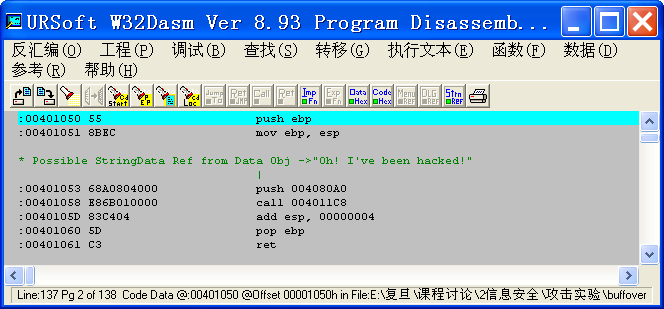 URSoft W32Dasm Ver 8.93 Program Disassemb...
反汇编(O) 工程(P) 调试(B) 查找(S) 转移(G) 执行文本(E) 函数(F) 数据(D)
参考(R) 帮助(H)
Cd Start Cd E P Cd Loc Jump To Ret JMP Call Ret Imp Fn Exp Fn Data Hex Code Hex Menu Ref DLG Ref Strn Ref
:00401050 55 push ebp
:00401051 8BEC mov ebp, esp
* Possible StringData Ref from Data Obj ->"Oh! I've been hacked!"
|
:00401053 68A0804000 push 004080A0
:00401058 E86B010000 call 004011C8
:0040105D 83C404 add esp, 00000004
:00401060 5D pop ebp
:00401061 C3 ret
Line:137 Pg 2 of 138 Code Data @:00401050 @Offset 00001050h in File:E:\复旦\课程讨论\2信息安全\攻击实验\buffover